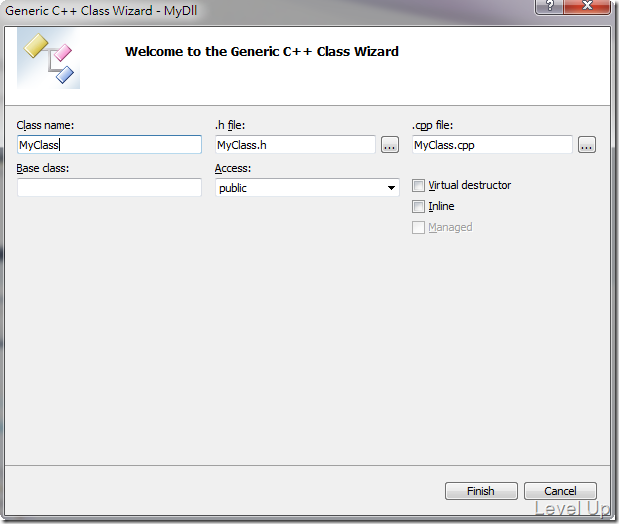 Generic C++ Class Wizard - MyDll
?
Welcome to the Generic C++ Class Wizard
Class name: .h file: .cpp file:
MyClass MyClass.h ... MyClass.cpp ...
Base class: Access:
public Virtual destructor
Inline
Managed
Finish Cancel
Level Up